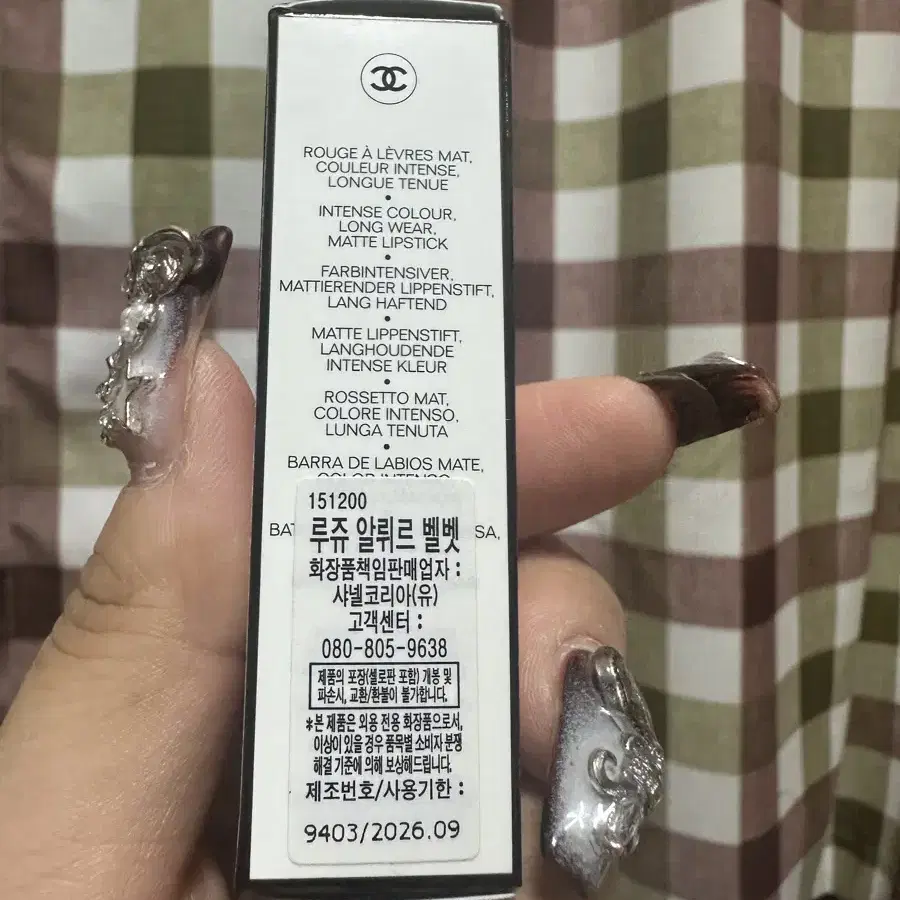 ROUGE À LÈVRES MAT,
COULEUR INTENSE,
LONGUE TENUE
•
INTENSE COLOUR,
LONG WEAR,
MATTE LIPSTICK
•
FARBINTENSIVER,
MATTIERENDER LIPPENSTIFT,
LANG HAFTEND
•
MATTE LIPPENSTIFT,
LANGHOUDENDE
INTENSE KLEUR
•
ROSSETTO MAT,
COLORE INTENSO,
LUNGA TENUTA
•
BARRA DE LABIOS MATE,
COLOR INTENSO
151200
루쥬 알뤼르 벨벳
화장품책임판매업자 :
샤넬코리아(유)
고객센터 :
080-805-9638
제품의 포장(셀로판 포함) 개봉 및
파손시, 교환/환불이 불가합니다.
*본 제품은 외용 전용 화장품으로서,
이상이 있을 경우 품목별 소비자 분쟁
해결 기준에 의해 보상해드립니다.
제조번호/사용기한 :
9403/2026.09